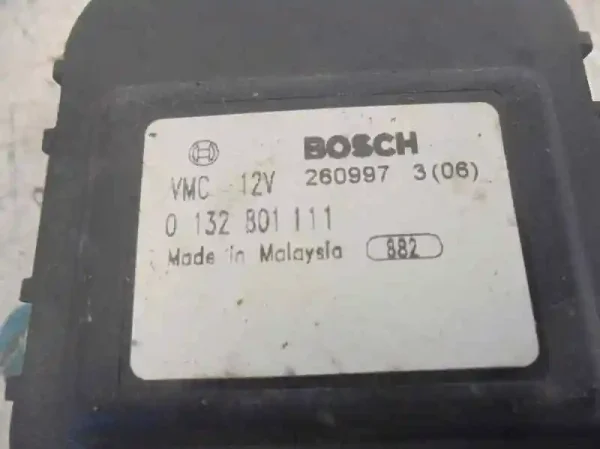 BOSCH
VMC 12V 260997 3(06)
0 132 801 111
Made in Malaysia 882